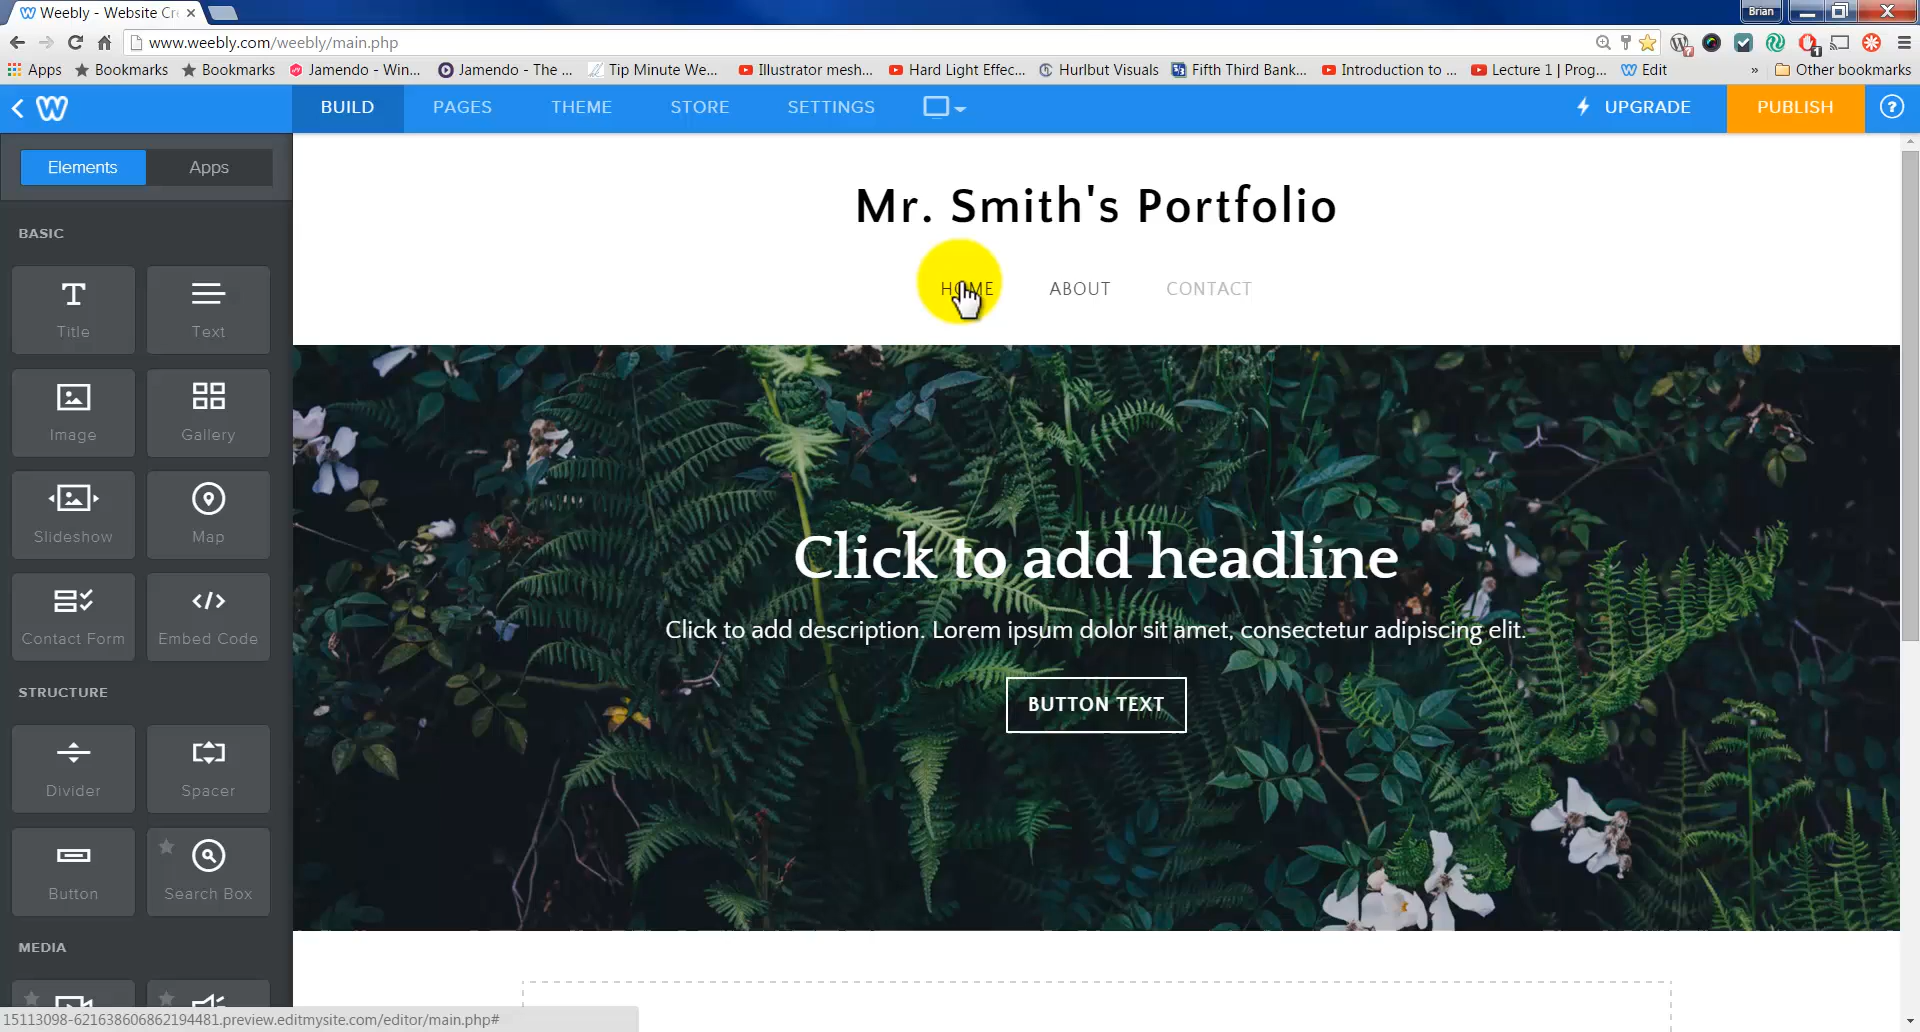 Weebly - Website Cr
Brian
www.weebly.com/weebly/main.php
Apps Bookmarks Bookmarks Jamendo - Win... Jamendo - The ... Tip Minute We... Illustrator mesh... Hard Light Effec... Hurlbut Visuals Fifth Third Bank... Introduction to ... Lecture 1 | Prog... Edit » Other bookmarks
BUILD PAGES THEME STORE SETTINGS UPGRADE PUBLISH ?
Elements Apps
BASIC
Title Text
Image Gallery
Slideshow Map
Contact Form Embed Code
STRUCTURE
Divider Spacer
Button Search Box
MEDIA
Mr. Smith's Portfolio
HOME ABOUT CONTACT
Click to add headline
Click to add description. Lorem ipsum dolor sit amet, consectetur adipiscing elit.
BUTTON TEXT
15113098-621638606862194481.preview.editmysite.com/editor/main.php#